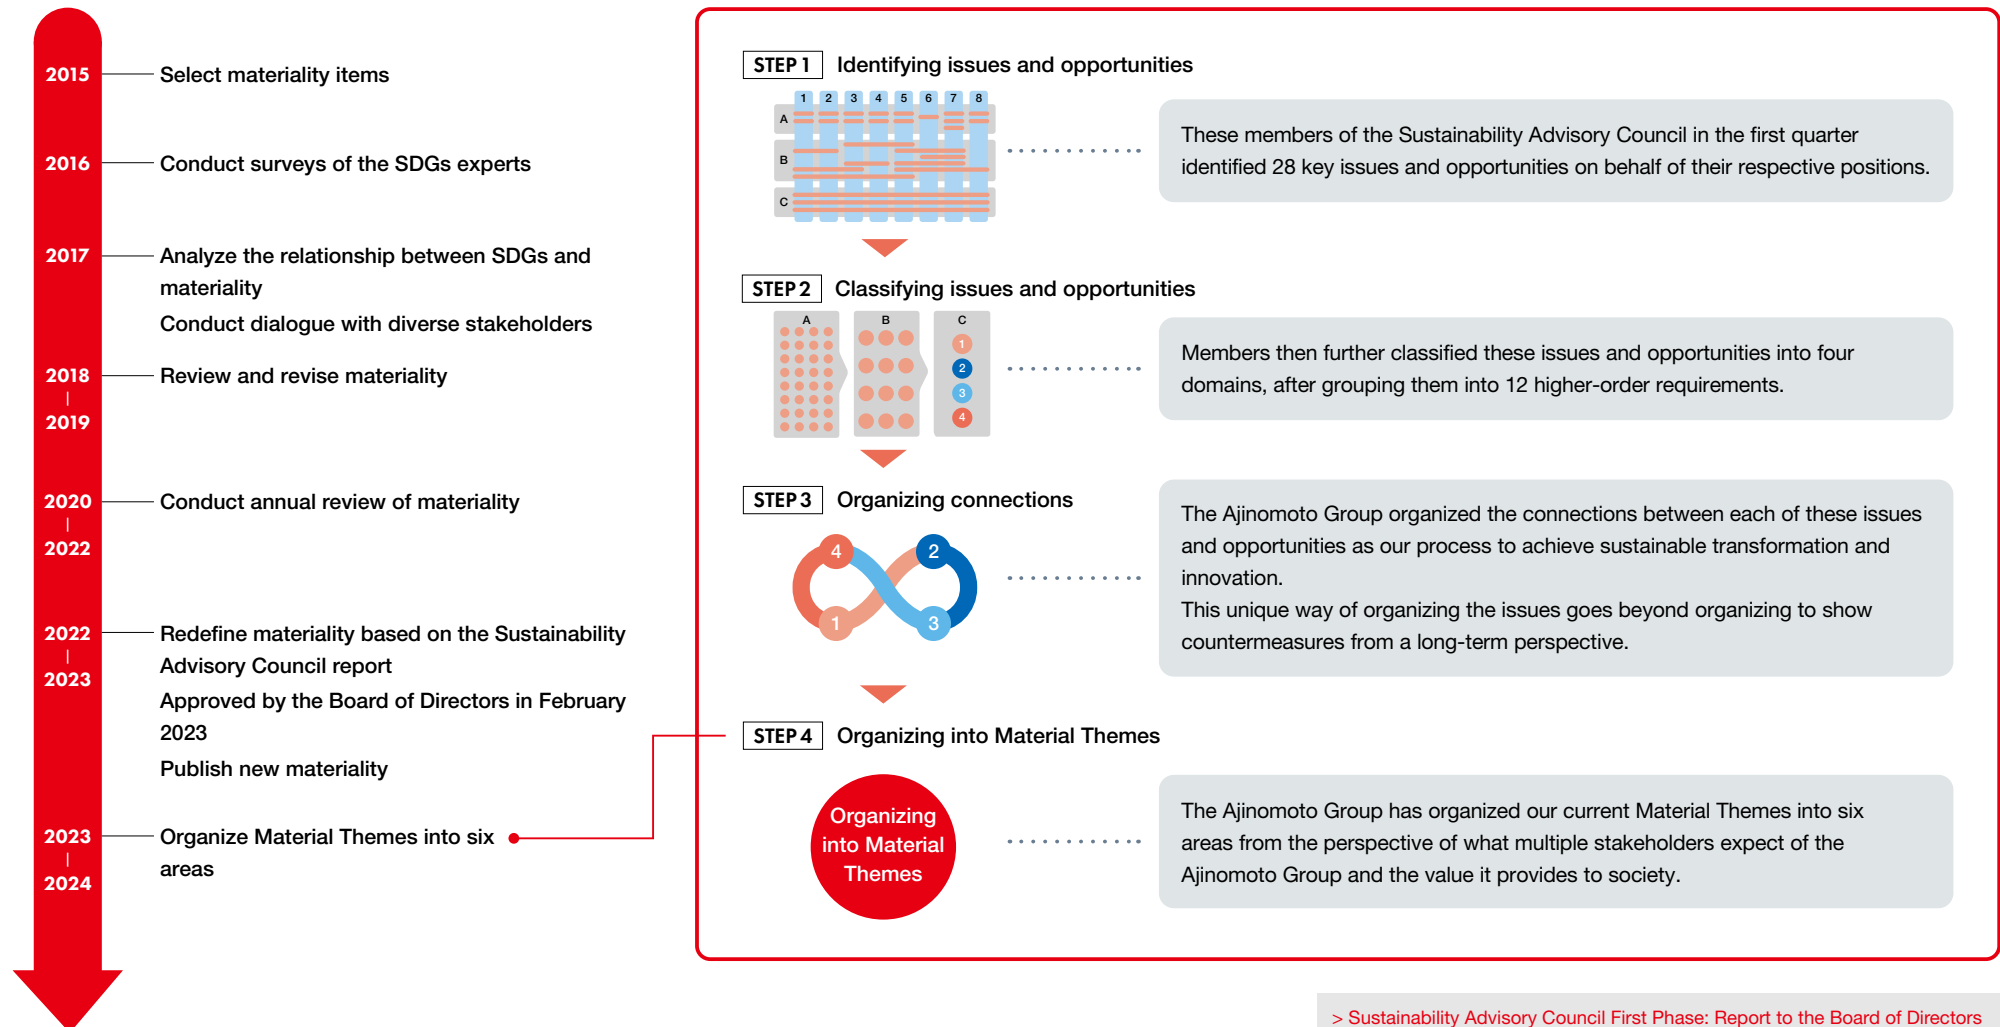 2015
Select materiality items
2016
Conduct surveys of the SDGs experts
2017
Analyze the relationship between SDGs and
materiality
Conduct dialogue with diverse stakeholders
2018
2019
Review and revise materiality
2020
2022
Conduct annual review of materiality
2022
2023
Redefine materiality based on the Sustainability
Advisory Council report
Approved by the Board of Directors in February
2023
Publish new materiality
2023
2024
Organize Material Themes into six
areas
STEP 1 Identifying issues and opportunities
1 2 3 4 5 6 7 8
A
B
C
These members of the Sustainability Advisory Council in the first quarter
identified 28 key issues and opportunities on behalf of their respective positions.
STEP 2 Classifying issues and opportunities
A B C
1
2
3
4
Members then further classified these issues and opportunities into four
domains, after grouping them into 12 higher-order requirements.
STEP 3 Organizing connections
4 2
1 3
The Ajinomoto Group organized the connections between each of these issues
and opportunities as our process to achieve sustainable transformation and
innovation.
This unique way of organizing the issues goes beyond organizing to show
countermeasures from a long-term perspective.
STEP 4 Organizing into Material Themes
Organizing
into Material
Themes
The Ajinomoto Group has organized our current Material Themes into six
areas from the perspective of what multiple stakeholders expect of the
Ajinomoto Group and the value it provides to society.
> Sustainability Advisory Council First Phase: Report to the Board of Directors